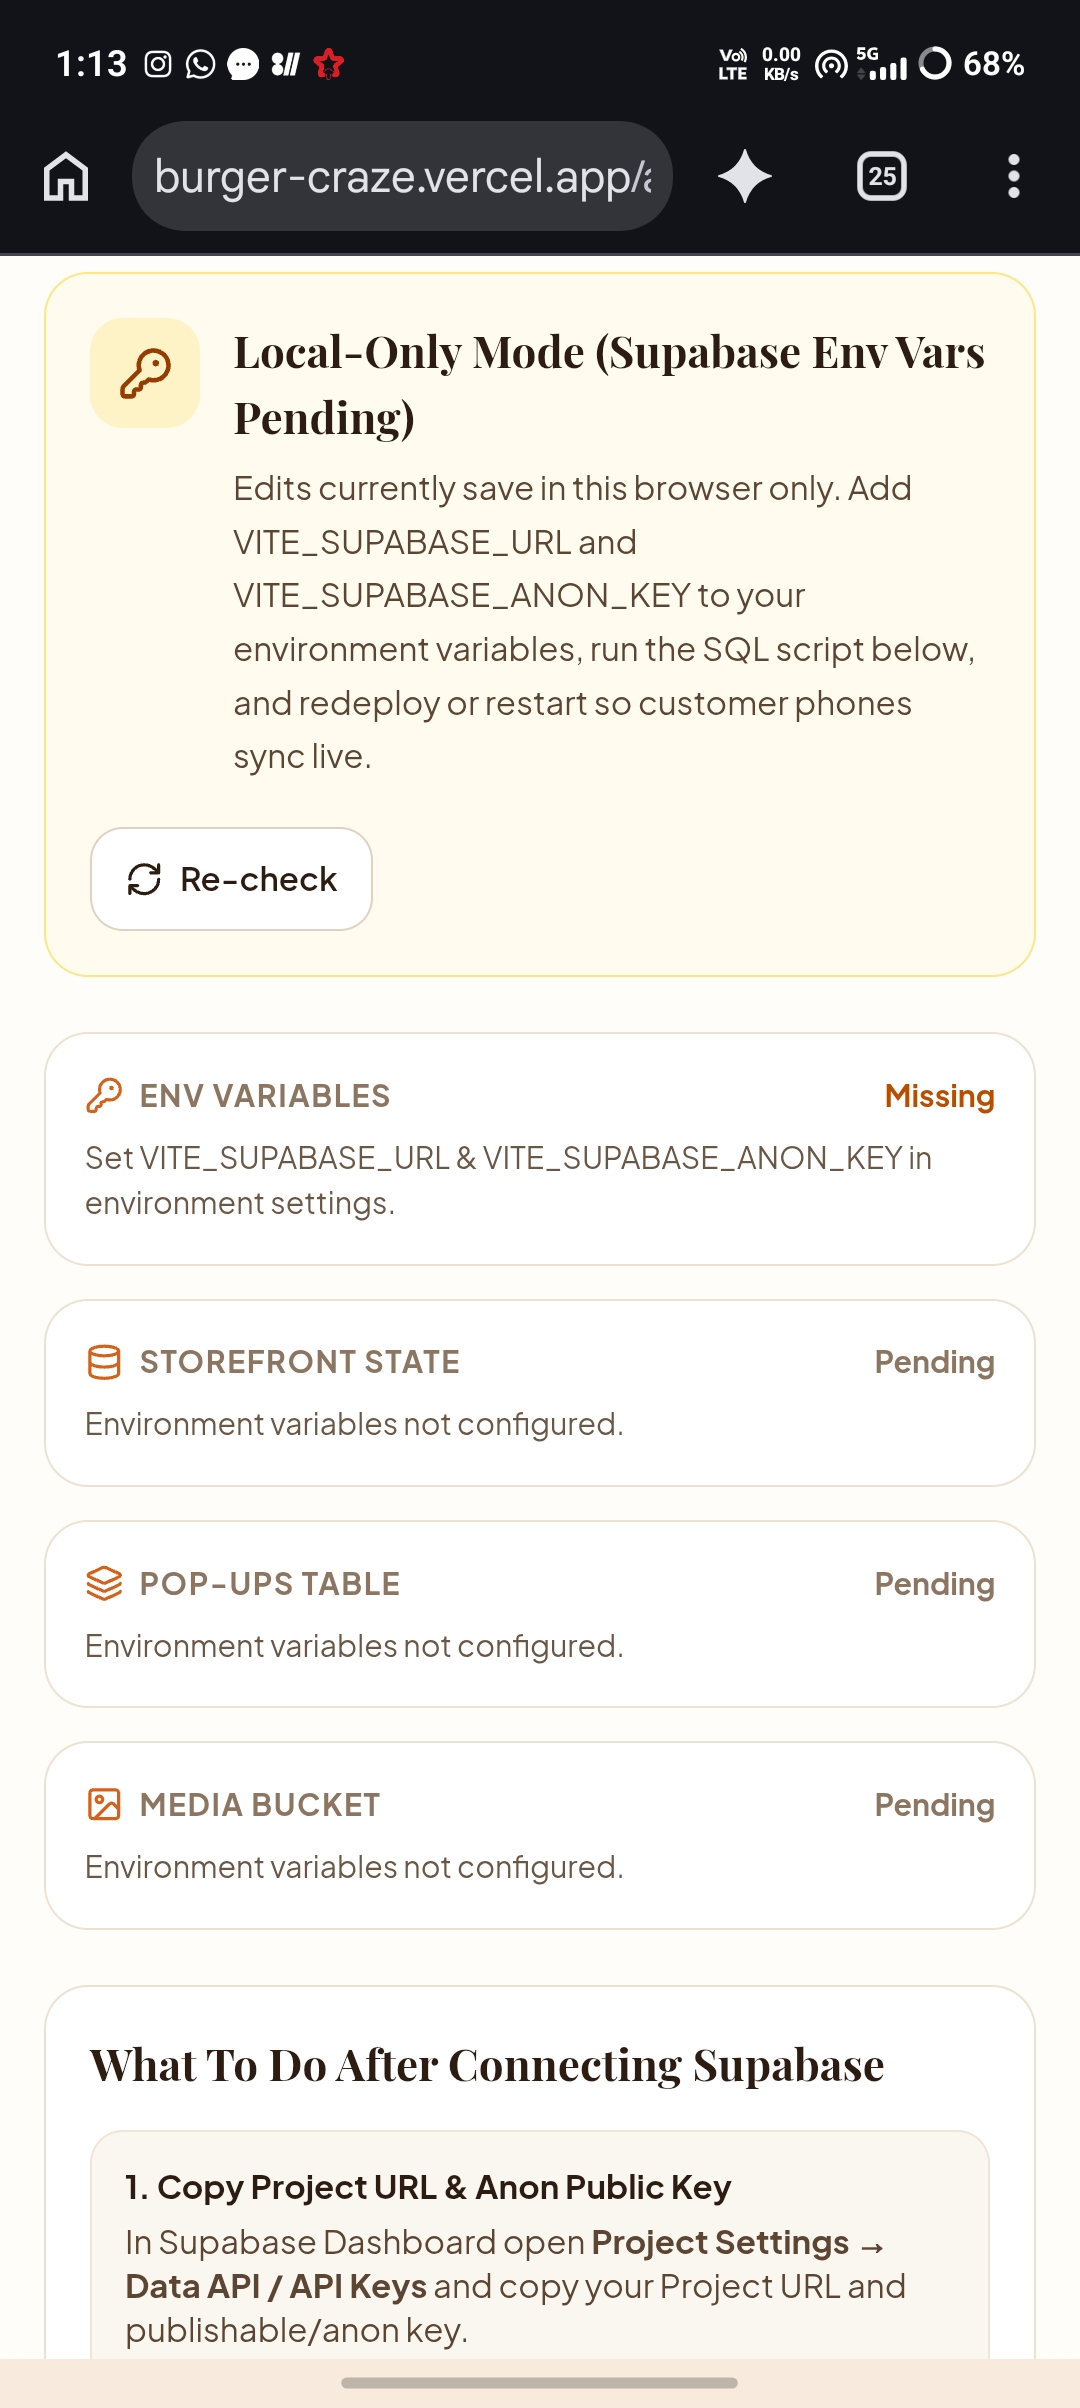 1:13
Vo)) LTE
0.00 KB/s
5G
68%
burger-craze.vercel.app/
25
Local-Only Mode (Supabase Env Vars
Pending)
Edits currently save in this browser only. Add
VITE_SUPABASE_URL and
VITE_SUPABASE_ANON_KEY to your
environment variables, run the SQL script below,
and redeploy or restart so customer phones
sync live.
Re-check
ENV VARIABLES
Missing
Set VITE_SUPABASE_URL & VITE_SUPABASE_ANON_KEY in
environment settings.
STOREFRONT STATE
Pending
Environment variables not configured.
POP-UPS TABLE
Pending
Environment variables not configured.
MEDIA BUCKET
Pending
Environment variables not configured.
What To Do After Connecting Supabase
1. Copy Project URL & Anon Public Key
In Supabase Dashboard open Project Settings →
Data API / API Keys and copy your Project URL and
publishable/anon key.